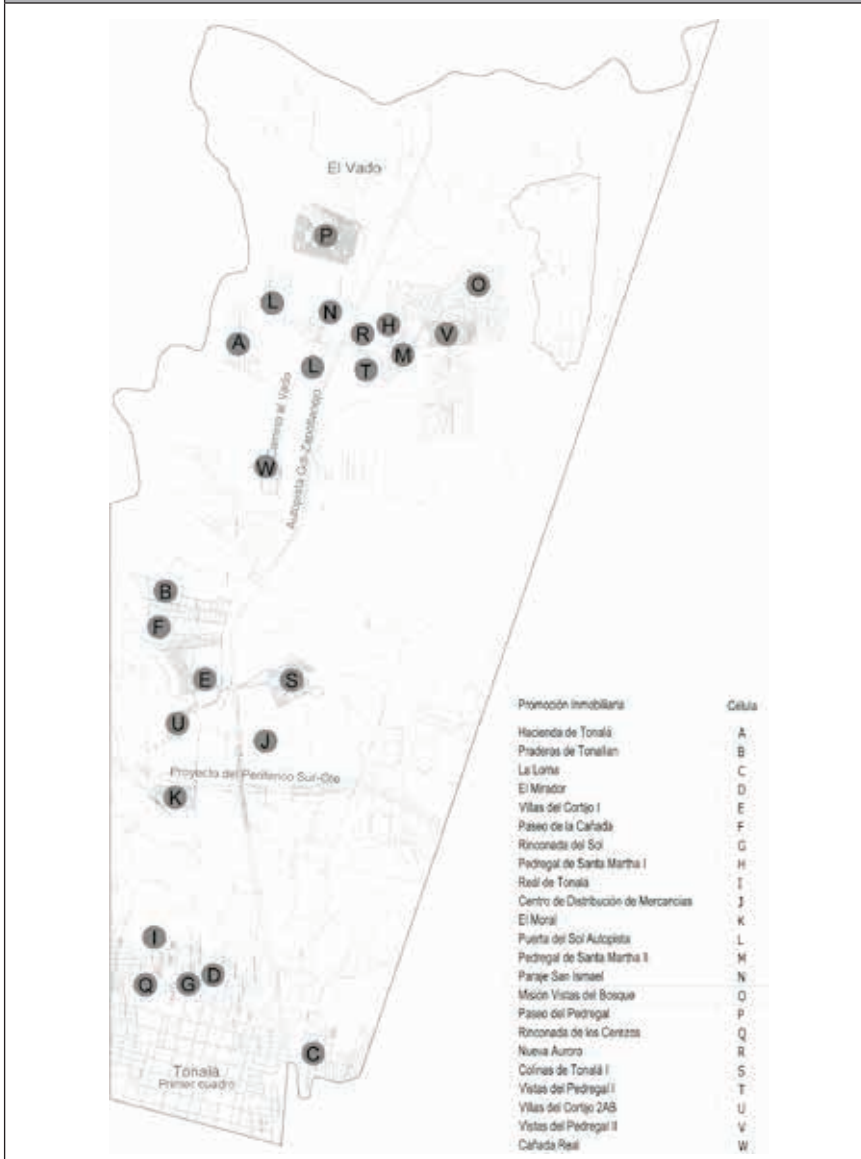 El Vado
P
O
L
N
H
R
V
A
M
L
T
Camino al Vado
Autopista Gdl-Zapotlanejo
W
B
F
E
S
U
J
Proyecto del Periferico Sur-Ote
K
I
D
Q
G
C
Tonalá
Primer cuadro
Promoción Inmobiliaria Célula
Hacienda de Tonalá A
Praderas de Tonallan B
La Loma C
El Mirador D
Villas del Cortijo I E
Paseo de la Cañada F
Rinconada del Sol G
Pedregal de Santa Martha I H
Real de Tonalá I
Centro de Distribución de Mercancias J
El Moral K
Puerta del Sol Autopista L
Pedregal de Santa Martha II M
Paraje San Ismael N
Misión Vistas del Bosque O
Paseo del Pedregal P
Rinconada de los Cerezos Q
Nueva Aurora R
Colinas de Tonalá I S
Vistas del Pedregal I T
Villas del Cortijo 2AB U
Vistas del Pedregal II V
Cañada Real W